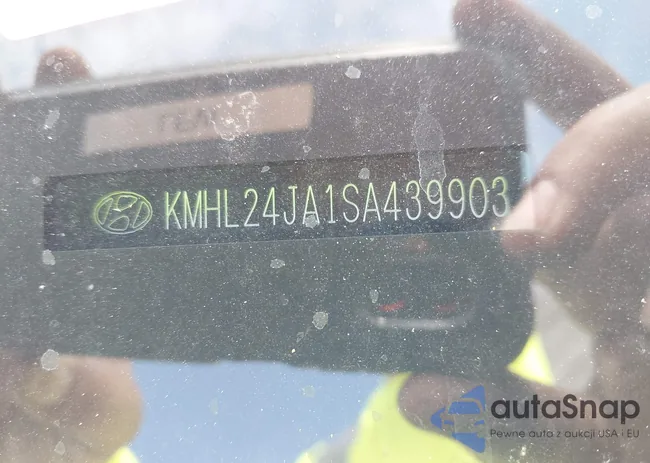 KMHL24JA1SA439903
autaSnap
Pewne auta z aukcji USA i EU